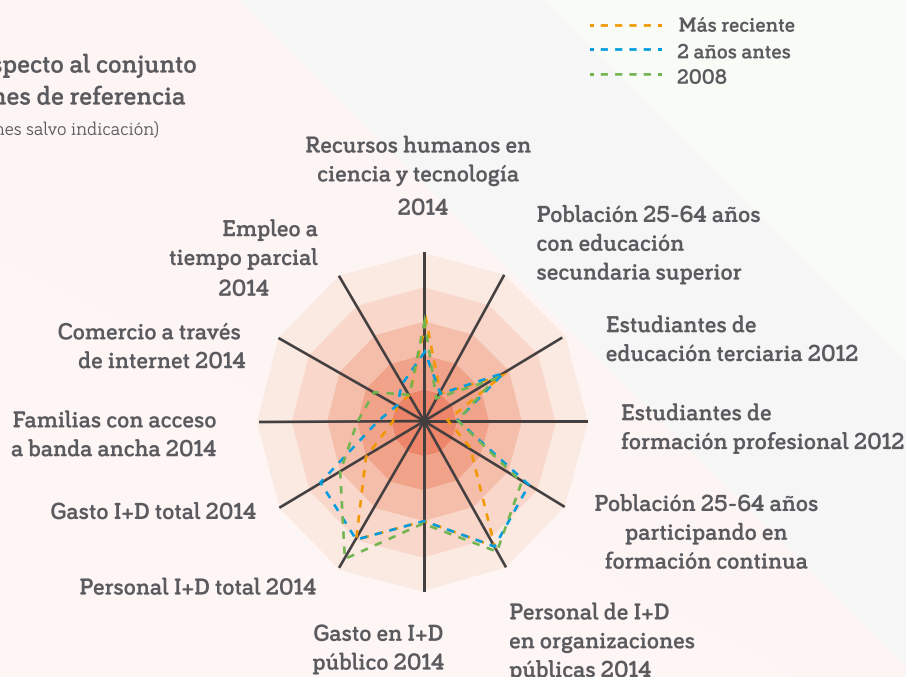 Más reciente
2 años antes
2008
specto al conjunto
nes de referencia
nes salvo indicación)
Recursos humanos en
ciencia y tecnología
2014
Población 25-64 años
con educación
secundaria superior
Estudiantes de
educación terciaria 2012
Estudiantes de
formación profesional 2012
Población 25-64 años
participando en
formación continua
Personal de I+D
en organizaciones
públicas 2014
Gasto en I+D
público 2014
Personal I+D total 2014
Gasto I+D total 2014
Familias con acceso
a banda ancha 2014
Comercio a través
de internet 2014
Empleo a
tiempo parcial
2014